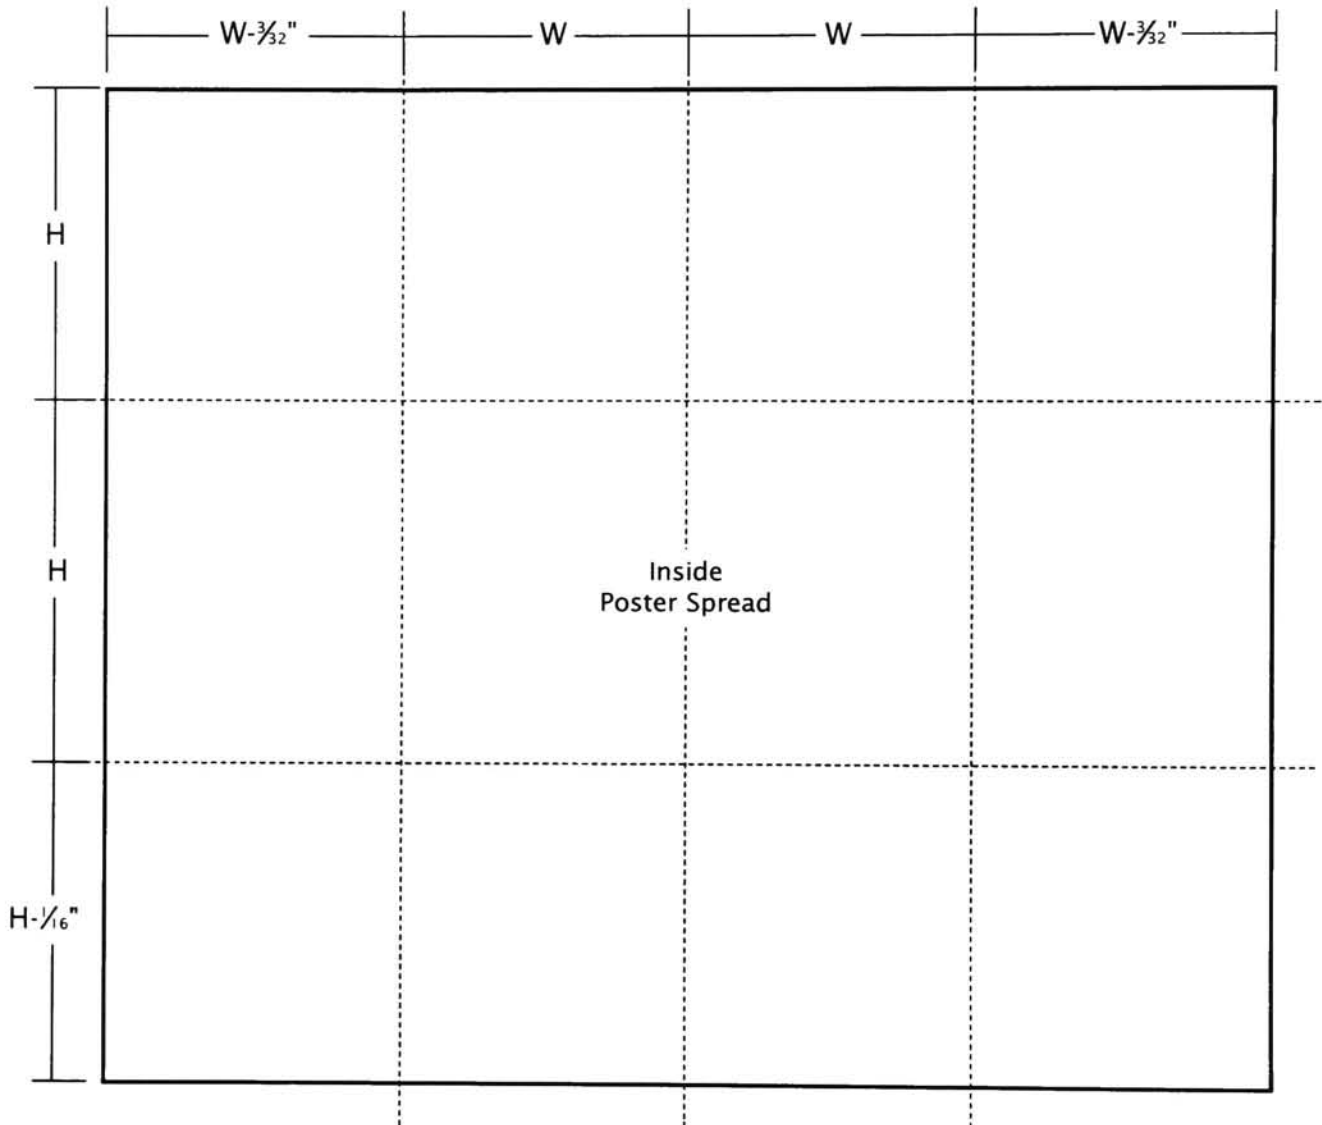 W-3/32" W W W-3/32"
H
H
Inside
Poster Spread
H-1/16"